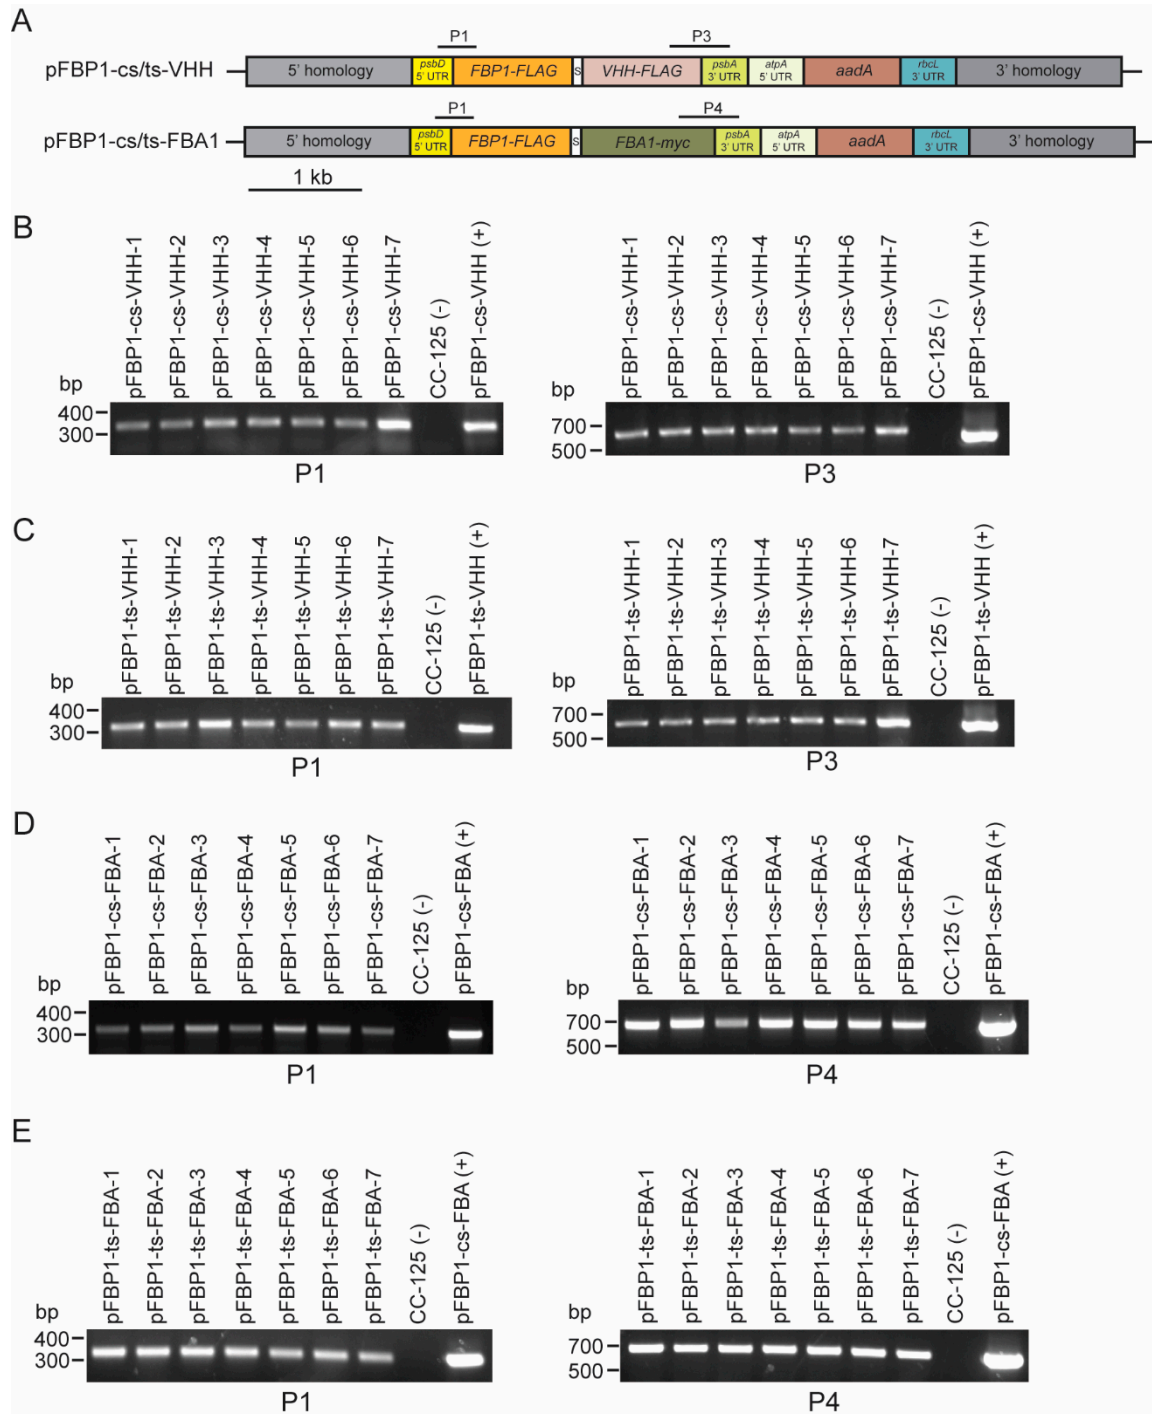 A
P1
P3
pFBP1-cs/ts-VHH
5' homology
psbD
5' UTR
FBP1-FLAG
s
VHH-FLAG
psbA
3' UTR
atpA
5' UTR
aadA
rbcL
3' UTR
3' homology
P1
P4
pFBP1-cs/ts-FBA1
5' homology
psbD
5' UTR
FBP1-FLAG
s
FBA1-myc
psbA
3' UTR
atpA
5' UTR
aadA
rbcL
3' UTR
3' homology
1 kb
B
bp
pFBP1-cs-VHH-1
pFBP1-cs-VHH-2
pFBP1-cs-VHH-3
pFBP1-cs-VHH-4
pFBP1-cs-VHH-5
pFBP1-cs-VHH-6
pFBP1-cs-VHH-7
CC-125 (-)
pFBP1-cs-VHH (+)
400
300
P1
bp
pFBP1-cs-VHH-1
pFBP1-cs-VHH-2
pFBP1-cs-VHH-3
pFBP1-cs-VHH-4
pFBP1-cs-VHH-5
pFBP1-cs-VHH-6
pFBP1-cs-VHH-7
CC-125 (-)
pFBP1-cs-VHH (+)
700
500
P3
C
bp
pFBP1-ts-VHH-1
pFBP1-ts-VHH-2
pFBP1-ts-VHH-3
pFBP1-ts-VHH-4
pFBP1-ts-VHH-5
pFBP1-ts-VHH-6
pFBP1-ts-VHH-7
CC-125 (-)
pFBP1-ts-VHH (+)
400
300
P1
bp
pFBP1-ts-VHH-1
pFBP1-ts-VHH-2
pFBP1-ts-VHH-3
pFBP1-ts-VHH-4
pFBP1-ts-VHH-5
pFBP1-ts-VHH-6
pFBP1-ts-VHH-7
CC-125 (-)
pFBP1-ts-VHH (+)
700
500
P3
D
bp
pFBP1-cs-FBA-1
pFBP1-cs-FBA-2
pFBP1-cs-FBA-3
pFBP1-cs-FBA-4
pFBP1-cs-FBA-5
pFBP1-cs-FBA-6
pFBP1-cs-FBA-7
CC-125 (-)
pFBP1-cs-FBA (+)
400
300
P1
bp
pFBP1-cs-FBA-1
pFBP1-cs-FBA-2
pFBP1-cs-FBA-3
pFBP1-cs-FBA-4
pFBP1-cs-FBA-5
pFBP1-cs-FBA-6
pFBP1-cs-FBA-7
CC-125 (-)
pFBP1-cs-FBA (+)
700
500
P4
E
bp
pFBP1-ts-FBA-1
pFBP1-ts-FBA-2
pFBP1-ts-FBA-3
pFBP1-ts-FBA-4
pFBP1-ts-FBA-5
pFBP1-ts-FBA-6
pFBP1-ts-FBA-7
CC-125 (-)
pFBP1-cs-FBA (+)
400
300
P1
bp
pFBP1-ts-FBA-1
pFBP1-ts-FBA-2
pFBP1-ts-FBA-3
pFBP1-ts-FBA-4
pFBP1-ts-FBA-5
pFBP1-ts-FBA-6
pFBP1-ts-FBA-7
CC-125 (-)
pFBP1-cs-FBA (+)
700
500
P4